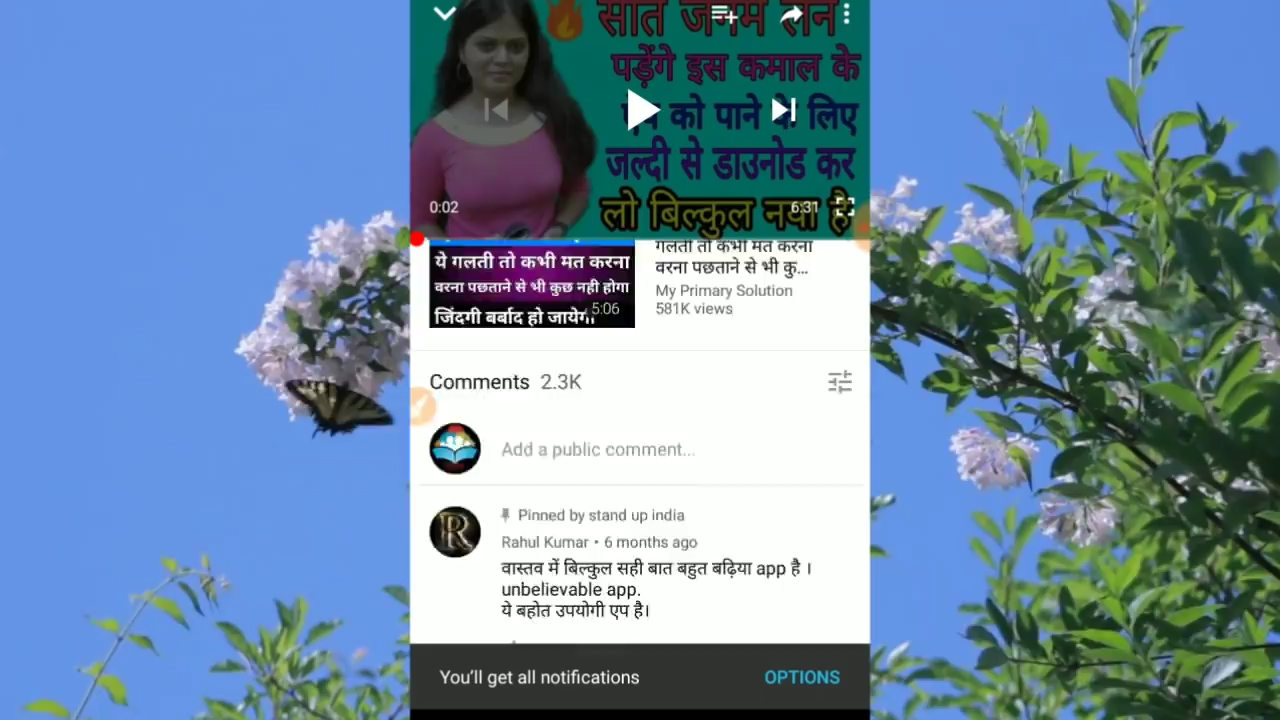 सात जनम लेने
पड़ेंगे इस कमाल के
को पाने के लिए
जल्दी से डाउनोड कर
लो बिल्कुल नया है
0:02
6:31
ये गलती तो कभी मत करना
वरना पछताने से भी कुछ नही होगा
जिंदगी बर्बाद हो जायेगी
5:06
गलती तो कभी मत करना
वरना पछताने से भी कु...
My Primary Solution
581K views
Comments 2.3K
Add a public comment...
R
Pinned by stand up india
Rahul Kumar • 6 months ago
वास्तव में बिल्कुल सही बात बहुत बढ़िया app है ।
unbelievable app.
ये बहोत उपयोगी एप है।
You'll get all notifications
OPTIONS